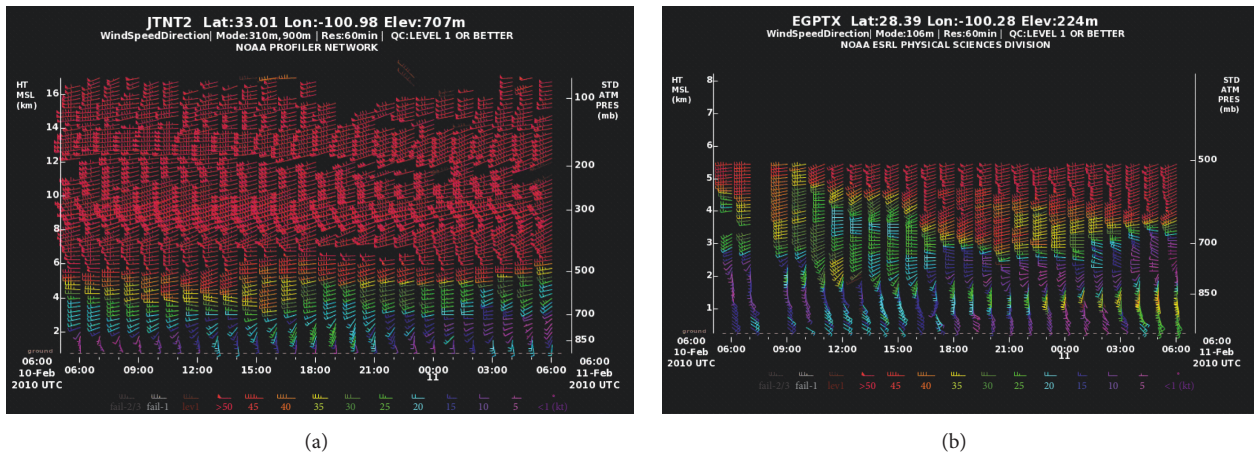 JTNT2 Lat:33.01 Lon:-100.98 Elev:707m
WindSpeedDirection| Mode:310m,900m | Res:60min | QC:LEVEL 1 OR BETTER
NOAA PROFILER NETWORK
HT
MSL
(km)
16
14
12
10
8
6
4
2
ground
STD
ATM
PRES
(mb)
100
200
300
500
700
850
06:00
10-Feb
2010 UTC
06:00 09:00 12:00 15:00 18:00 21:00 00:00 03:00 06:00
11
06:00
11-Feb
2010 UTC
fail-2/3 fail-1 lev1 >50 45 40 35 30 25 20 15 10 5 <1 (kt)
(a)
EGPTX Lat:28.39 Lon:-100.28 Elev:224m
WindSpeedDirection| Mode:106m | Res:60min | QC:LEVEL 1 OR BETTER
NOAA ESRL PHYSICAL SCIENCES DIVISION
HT
MSL
(km)
8
7
6
5
4
3
2
1
ground
STD
ATM
PRES
(mb)
500
700
850
06:00
10-Feb
2010 UTC
06:00 09:00 12:00 15:00 18:00 21:00 00:00 03:00 06:00
11
06:00
11-Feb
2010 UTC
fail-2/3 fail-1 lev1 >50 45 40 35 30 25 20 15 10 5 <1 (kt)
(b)